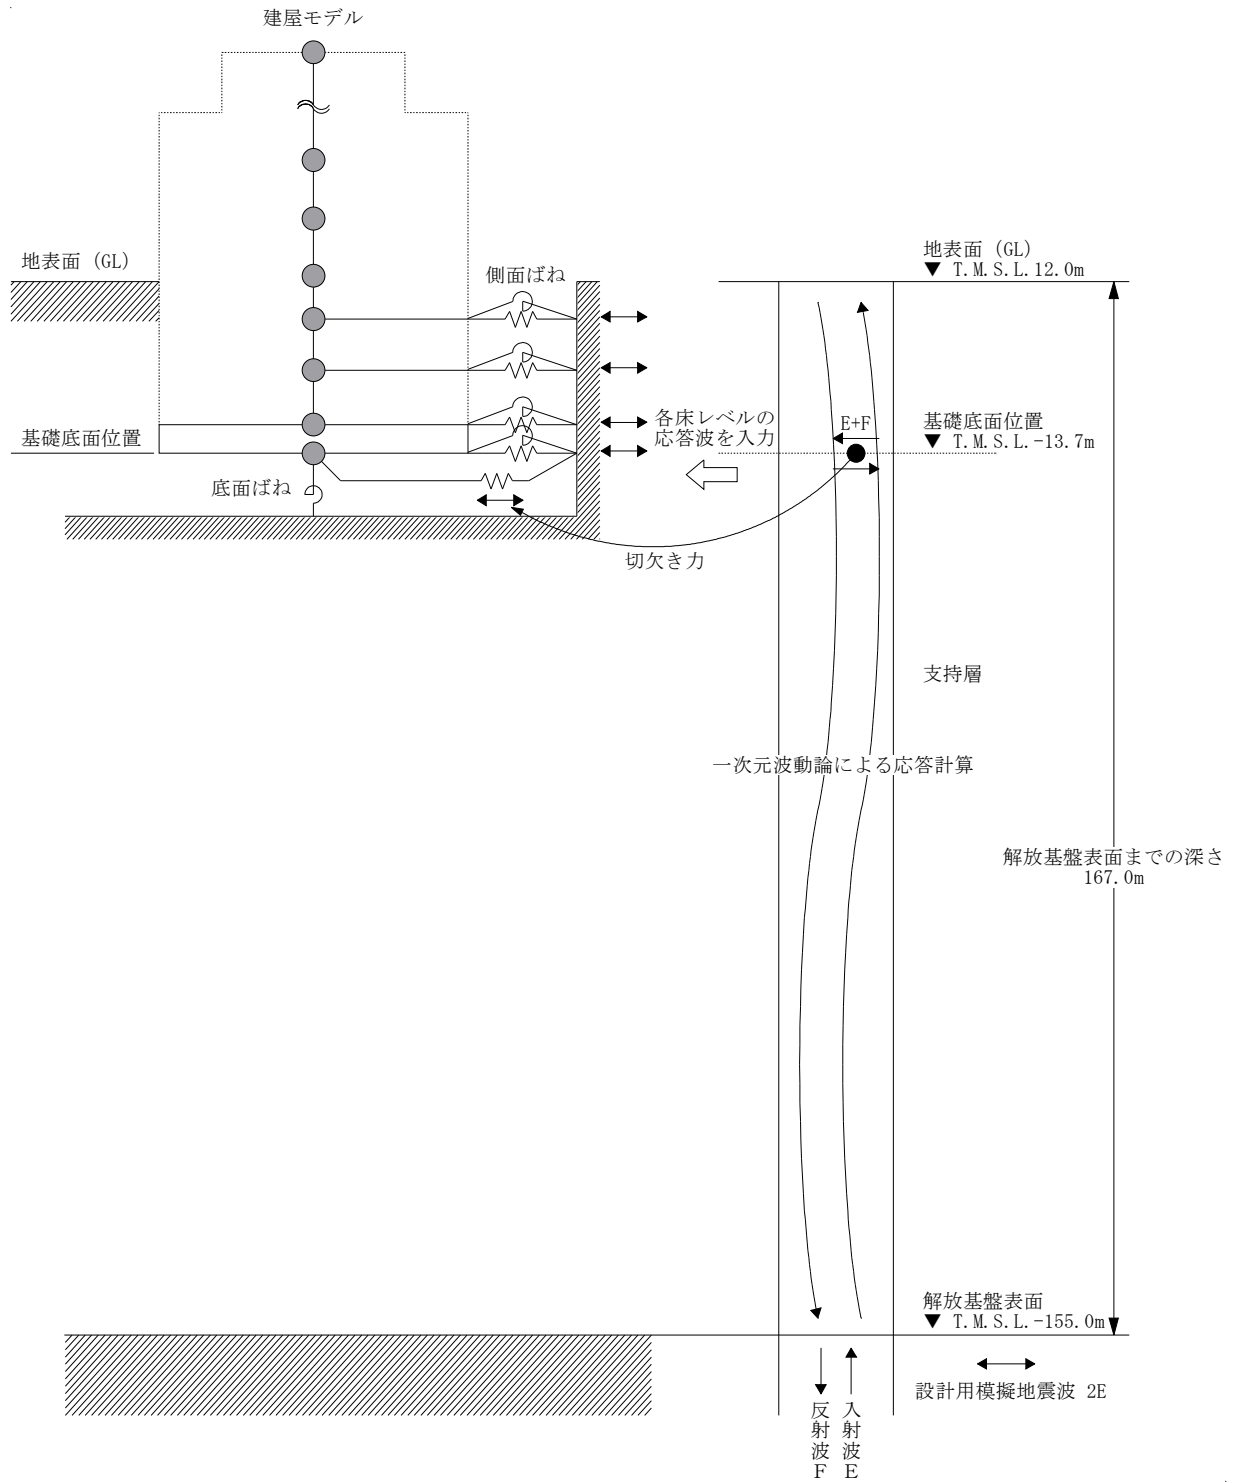 建屋モデル
地表面（GL）
側面ばね
基礎底面位置
底面ばね
各床レベルの
応答波を入力
切欠き力
地表面（GL）
▼ T.M.S.L.12.0m
E+F
基礎底面位置
▼ T.M.S.L.-13.7m
支持層
一次元波動論による応答計算
解放基盤表面までの深さ
167.0m
解放基盤表面
▼ T.M.S.L.-155.0m
設計用模擬地震波 2E
反射波F
入射波E